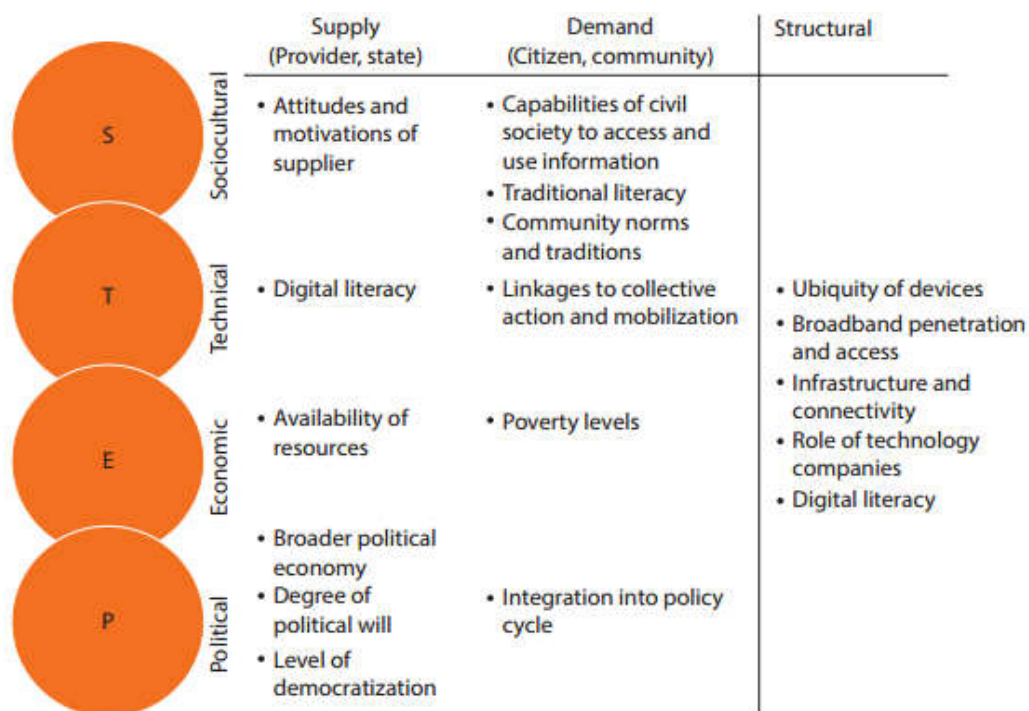 Supply
(Provider, state)
Demand
(Citizen, community)
Structural
S
Sociocultural
• Attitudes and
motivations of
supplier
• Capabilities of civil
society to access and
use information
• Traditional literacy
• Community norms
and traditions
T
Technical
• Digital literacy
• Linkages to collective
action and mobilization
• Ubiquity of devices
• Broadband penetration
and access
• Infrastructure and
connectivity
• Role of technology
companies
• Digital literacy
E
Economic
• Availability of
resources
• Poverty levels
P
Political
• Broader political
economy
• Degree of
political will
• Level of
democratization
• Integration into policy
cycle